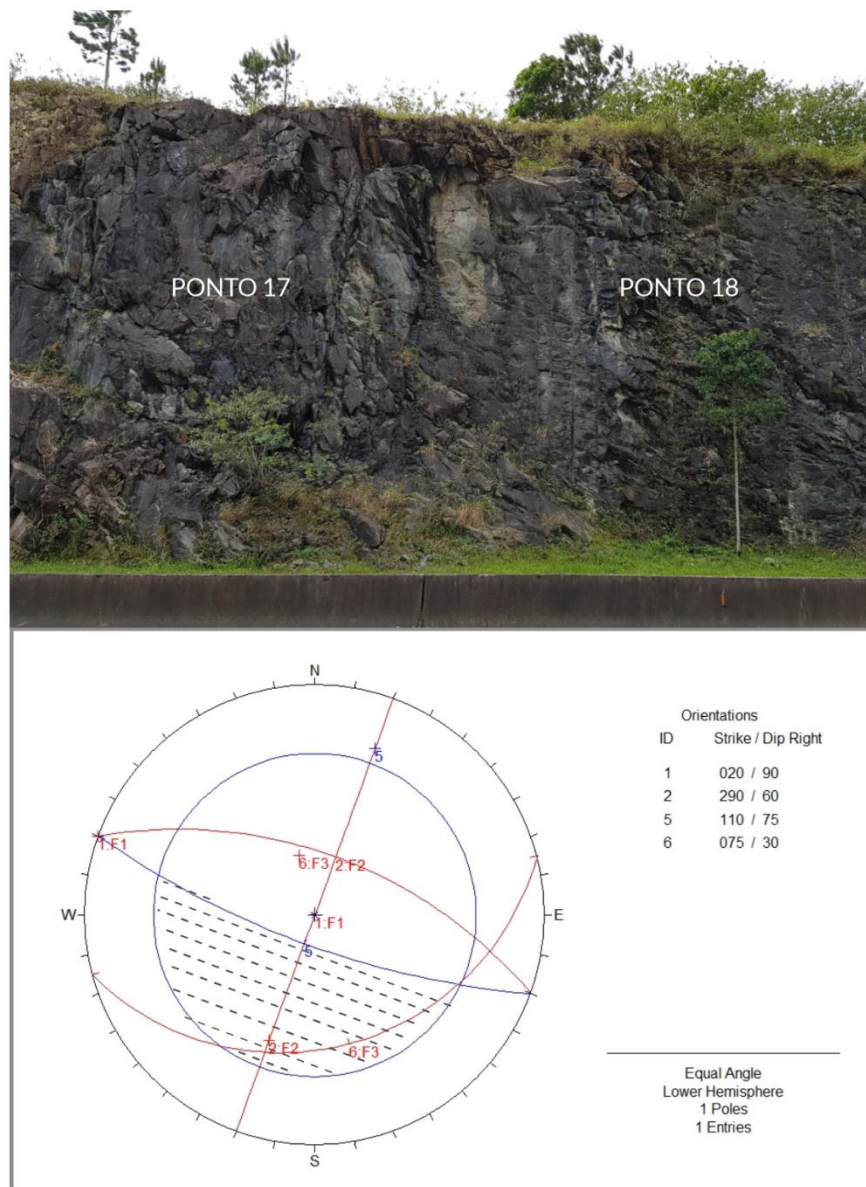 PONTO 17
PONTO 18
N
Orientations
ID Strike / Dip Right
1 020 / 90
2 290 / 60
5 110 / 75
6 075 / 30
5
1:F1
6:F3
2:F2
W
E
1:F1
5
2:F2
6:F3
S
Equal Angle
Lower Hemisphere
1 Poles
1 Entries